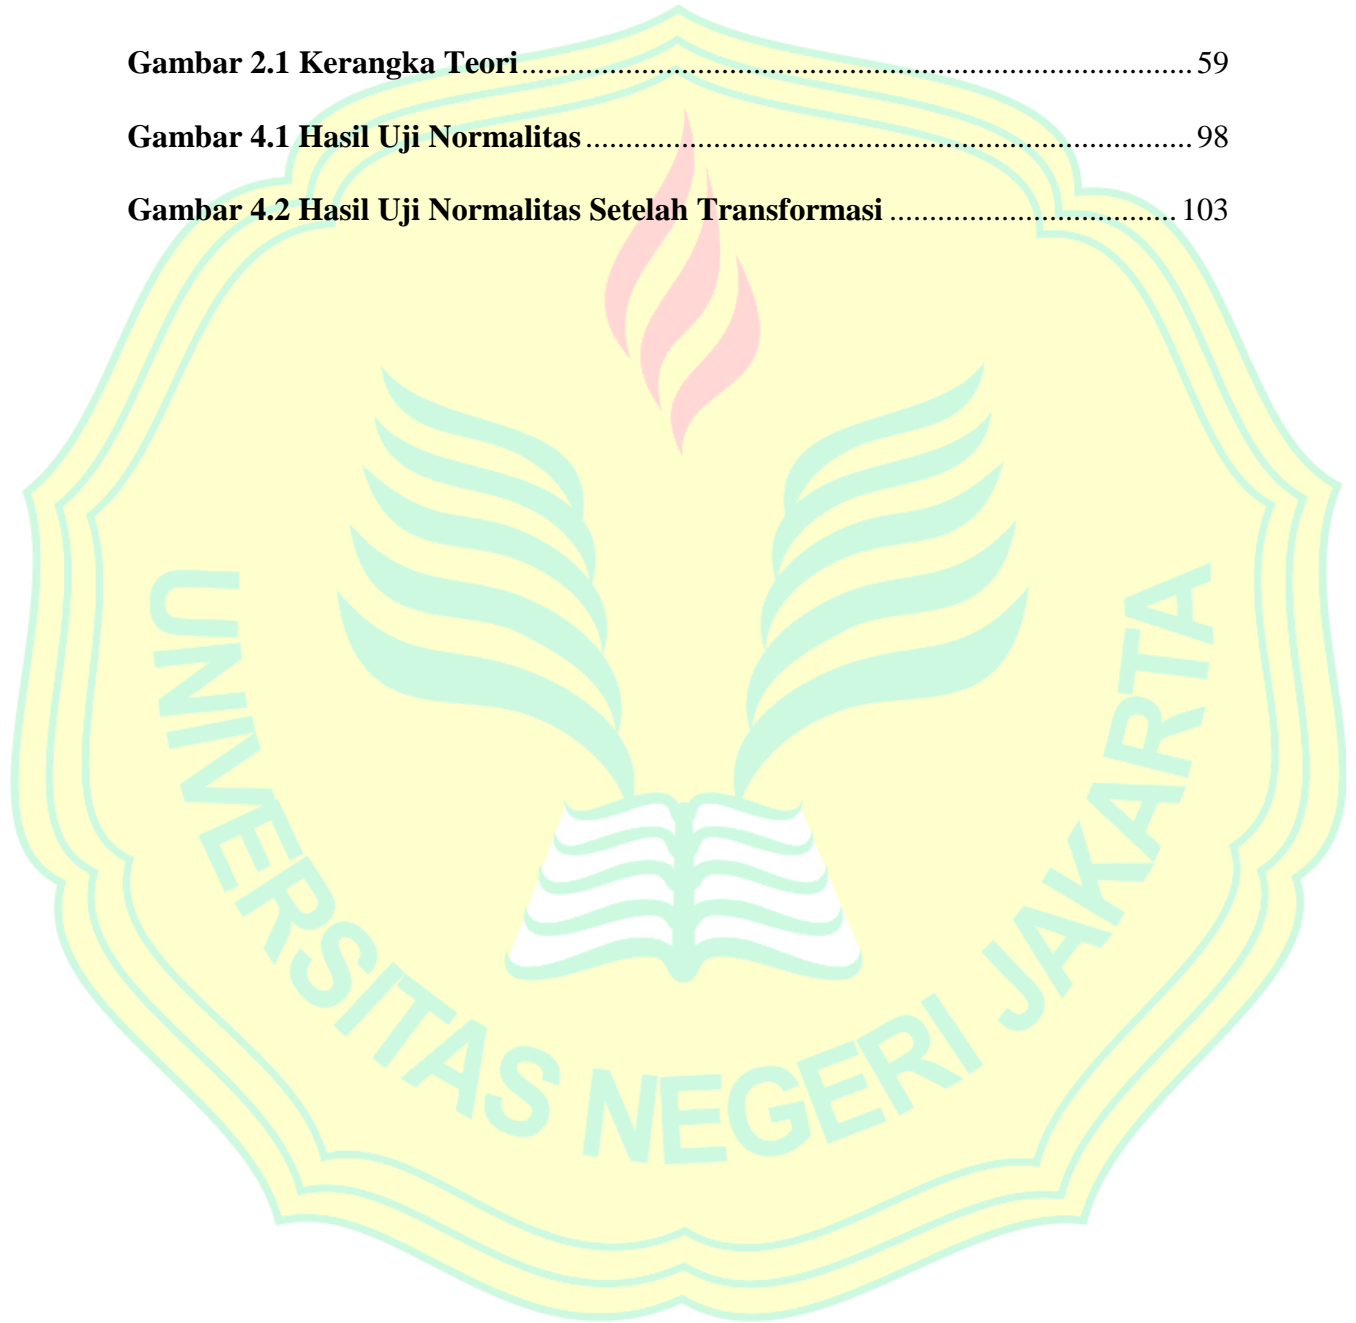 Gambar 2.1 Kerangka Teori.................................................................................... 59
Gambar 4.1 Hasil Uji Normalitas............................................................................ 98
Gambar 4.2 Hasil Uji Normalitas Setelah Transformasi.................................... 103
UNIVERSITAS NEGERI JAKARTA